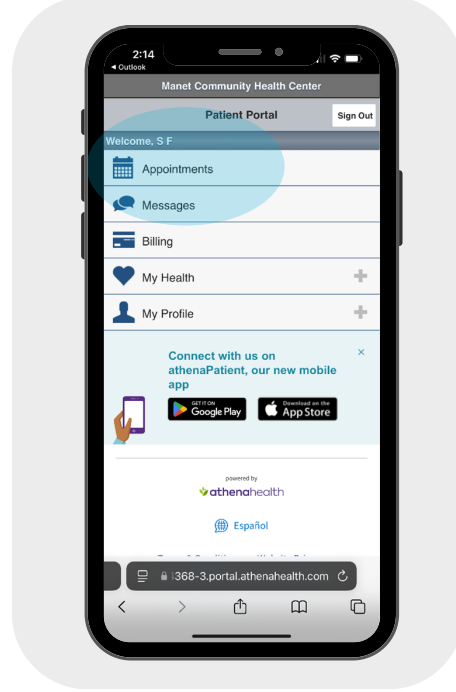 2:14
◄ Outlook
Manet Community Health Center
Patient Portal
Sign Out
Welcome, S F
Appointments
Messages
Billing
My Health
My Profile
Connect with us on
athenaPatient, our new mobile
app
GET IT ON
Google Play
Download on the
App Store
powered by
athenahealth
Español
368-3.portal.athenahealth.com